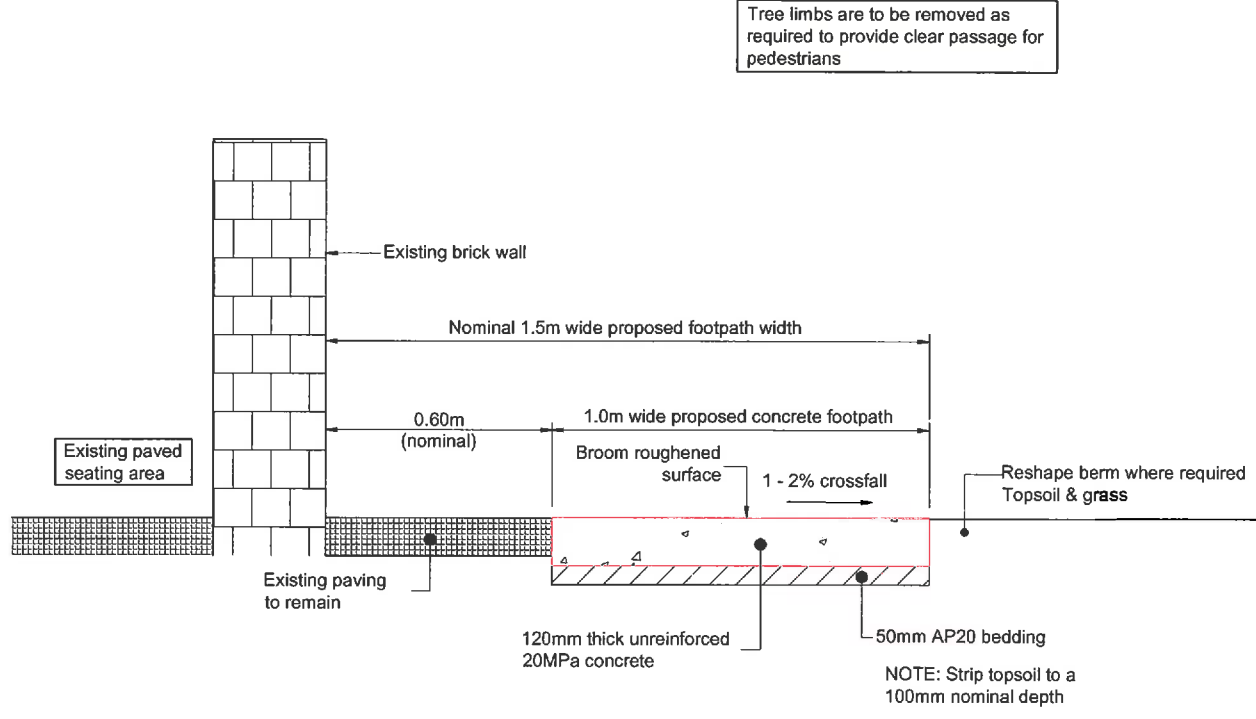 Tree limbs are to be removed as
required to provide clear passage for
pedestrians
Existing brick wall
Nominal 1.5m wide proposed footpath width
0.60m
(nominal)
1.0m wide proposed concrete footpath
Existing paved
seating area
Broom roughened
surface
1 - 2% crossfall
Reshape berm where required
Topsoil & grass
Existing paving
to remain
120mm thick unreinforced
20MPa concrete
50mm AP20 bedding
NOTE: Strip topsoil to a
100mm nominal depth